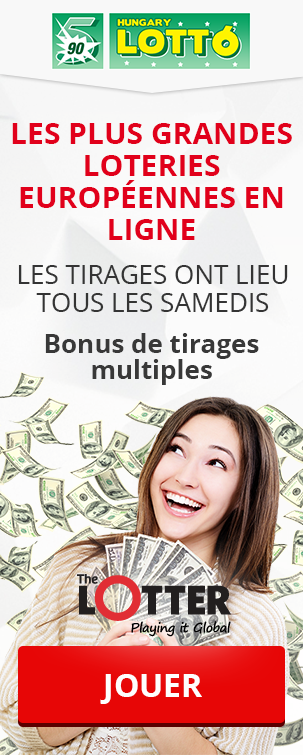 5
90
HUNGARY
LOTTÓ
LES PLUS GRANDES
LOTERIES
EUROPÉENNES EN
LIGNE
LES TIRAGES ONT LIEU
TOUS LES SAMEDIS
Bonus de tirages
multiples
The
LOTTER
Playing it Global
JOUER